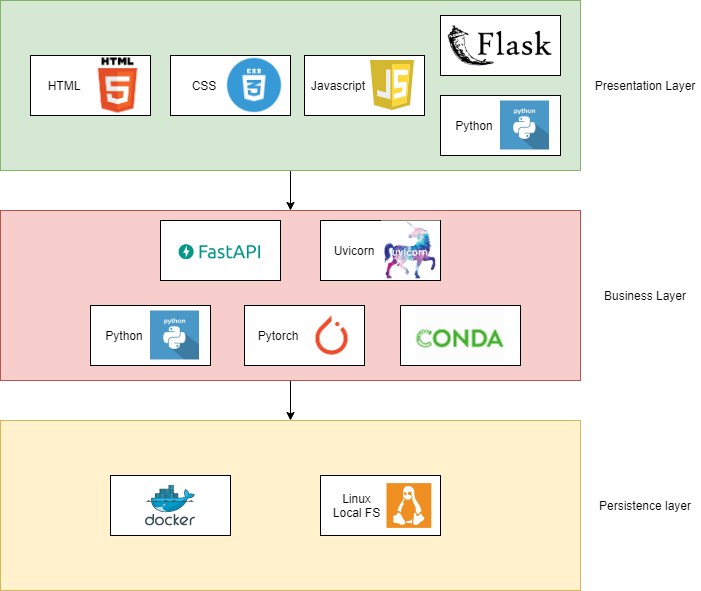 HTML
HTML
5
CSS
CSS
3
Javascript
JS
Flask
Python
python
Presentation Layer
FastAPI
Uvicorn
uvicorn
Business Layer
Python
python
Pytorch
CONDA
docker
Linux
Local FS
Persistence layer